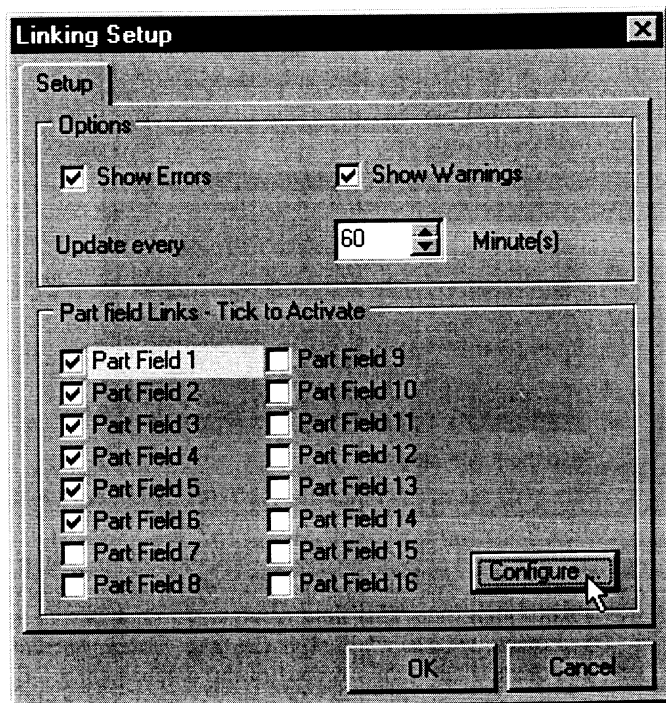 Linking Setup
Setup
Options
Show Errors
Show Warnings
Update every 60 Minute(s)
Part field Links - Tick to Activate
Part Field 1
Part Field 2
Part Field 3
Part Field 4
Part Field 5
Part Field 6
Part Field 7
Part Field 8
Part Field 9
Part Field 10
Part Field 11
Part Field 12
Part Field 13
Part Field 14
Part Field 15
Part Field 16
Configure ...
OK
Cancel